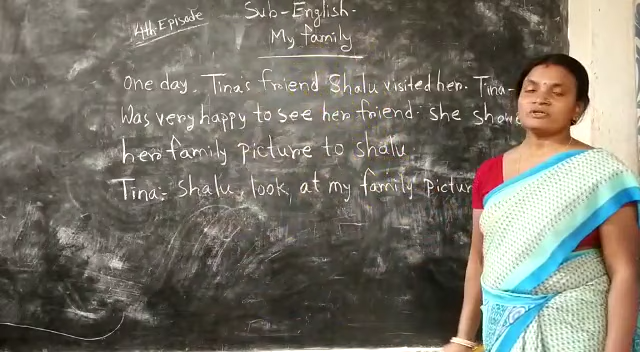 4th Episode
Sub-English-
My family
One day. Tina's friend Shalu visited her. Tina-
Was very happy to see her friend. She show
her family picture to shalu
Tina:- Shalu, look, at my family pictur